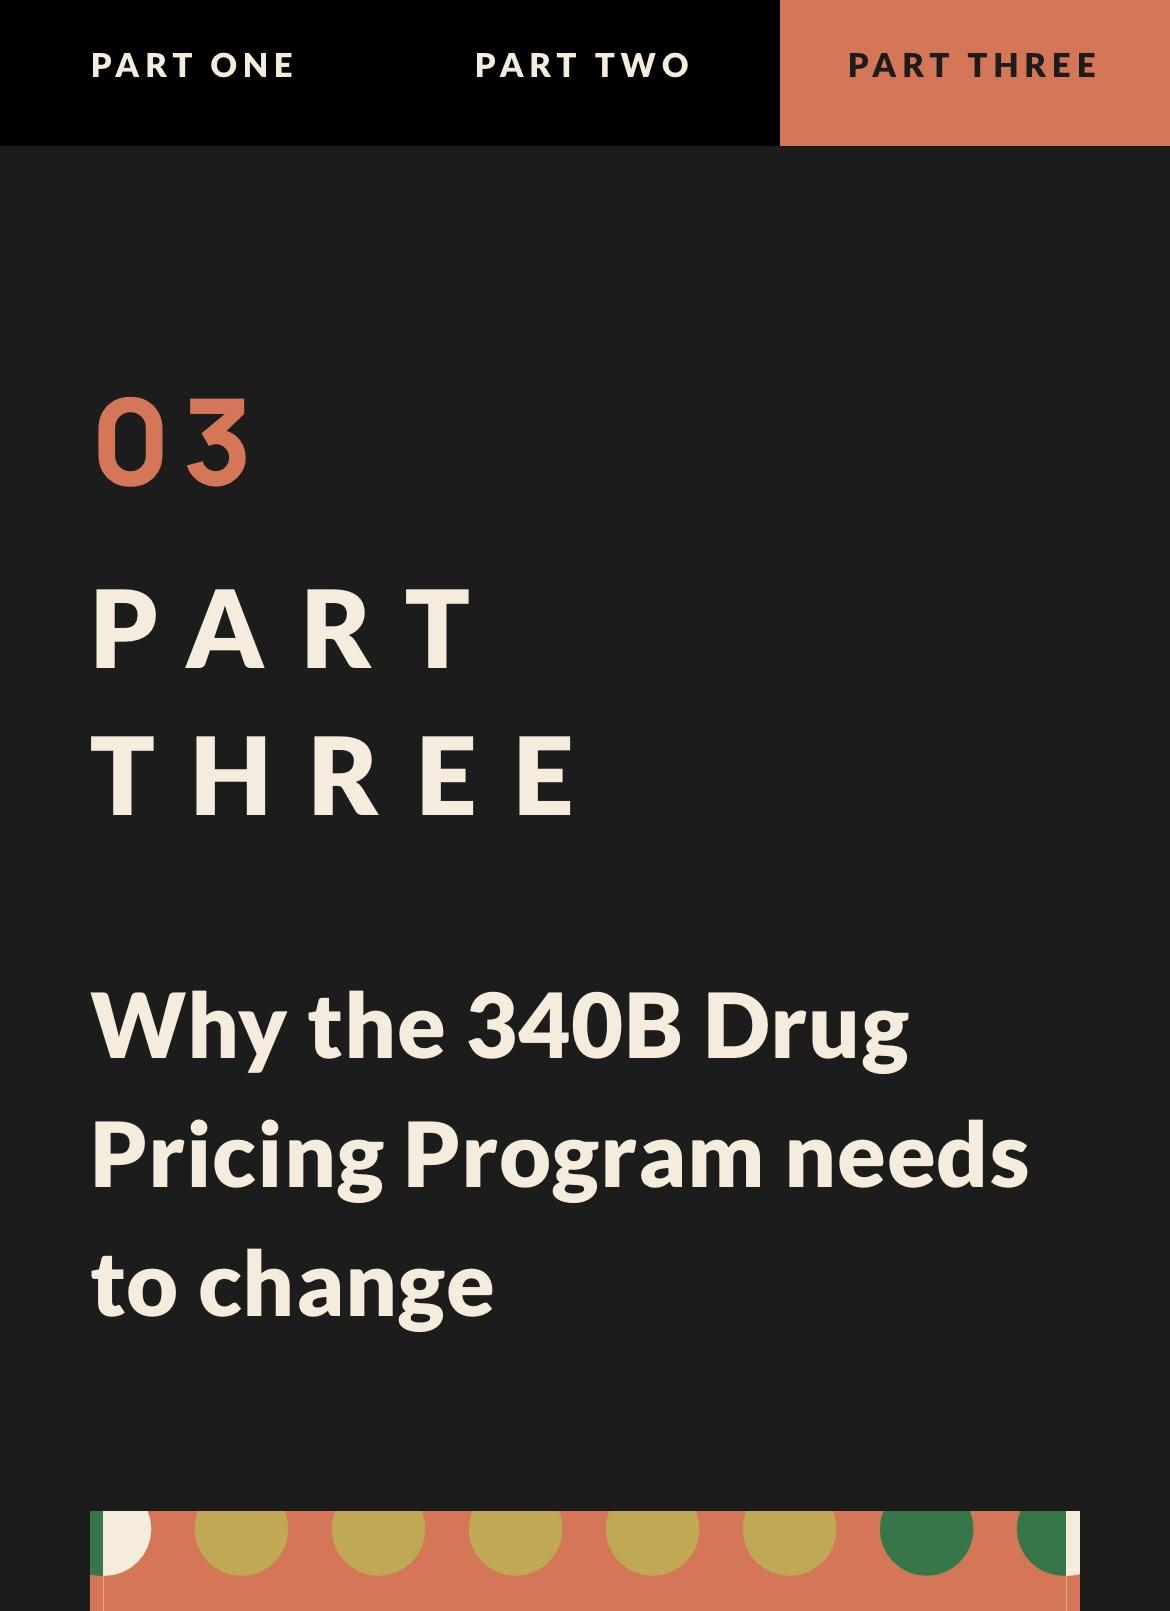 PART ONE
PART TWO
PART THREE
03
PART
THREE
Why the 340B Drug
Pricing Program needs
to change